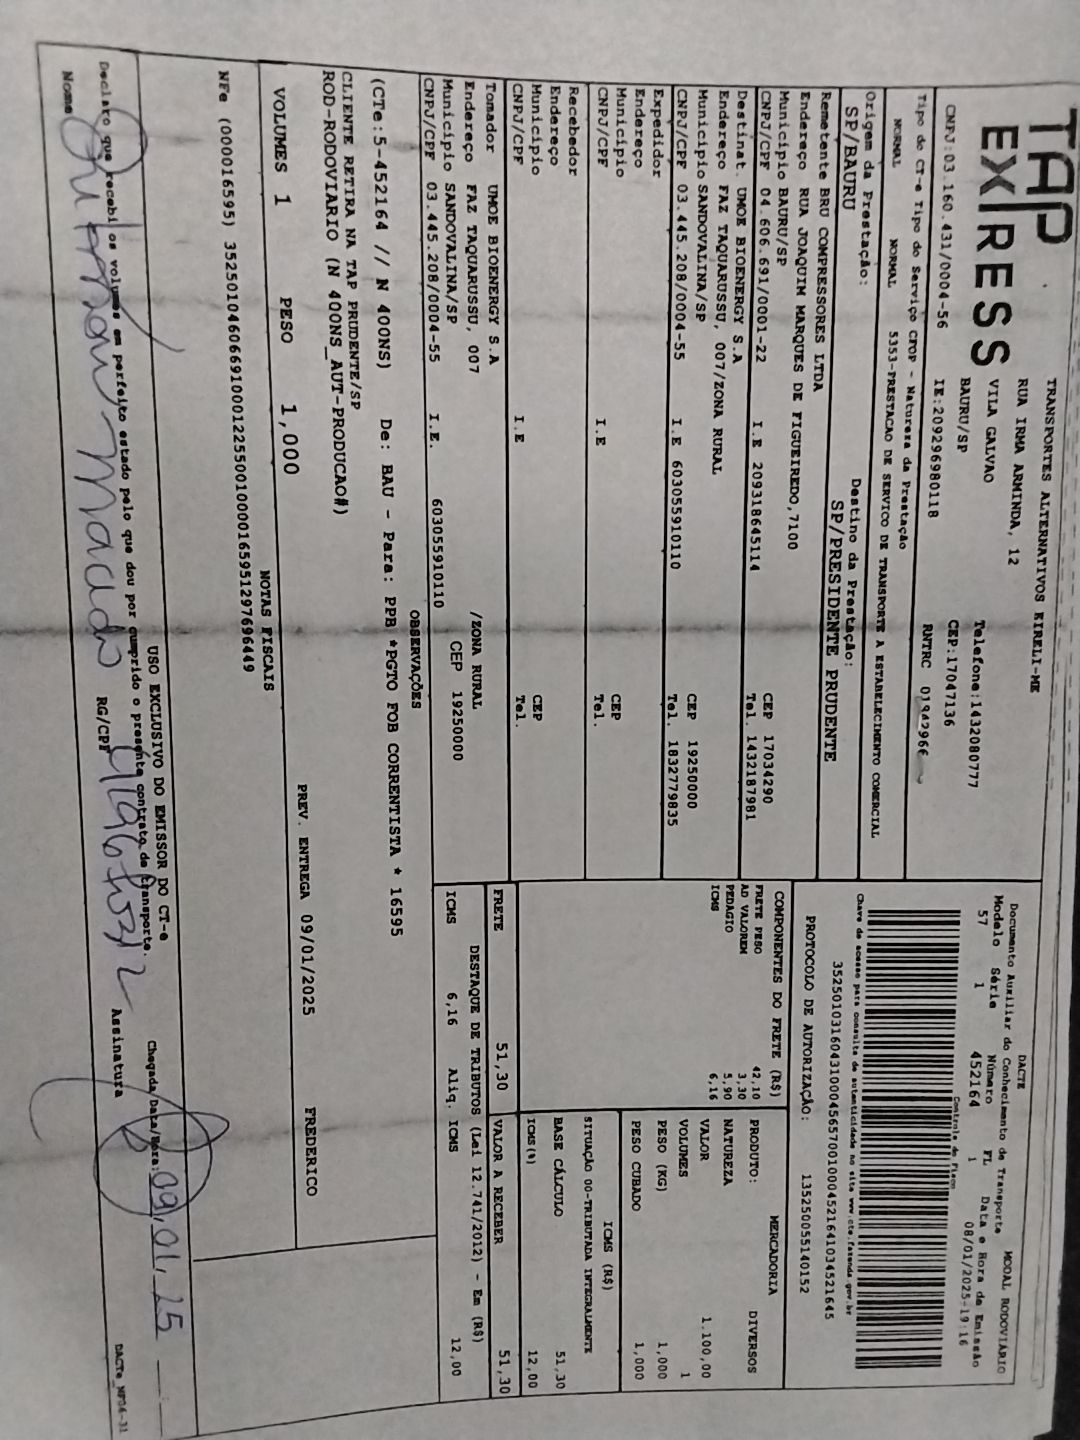 TAP
EXPRESS
TRANSPORTES ALTERNATIVOS EIRELI-ME
RUA IRMA ARMINDA, 12
VILA GALVAO
BAURU/SP
Telefone:1432080777
CEP:17047136
CNPJ:03.160.431/0004-56
IE:209296980118
RNTRC
Tipo do CT-e Tipo do Serviço CFOP - Natureza da Prestação
NORMAL NORMAL 5353-PRESTACAO DE SERVICO DE TRANSPORTE A ESTABELECIMENTO COMERCIAL
Origem da Prestação: Destino da Prestação:
SP/BAURU SP/PRESIDENTE PRUDENTE
DACTE
Documento Auxiliar do Conhecimento de Transporte MODAL RODOVIÁRIO
Modelo Série Número FL Data e Hora de Emissão
57 1 452164 1 08/01/2025-19:16
Controle do Fisco
Chave de acesso para consulta de autenticidade no site www.cte.fazenda.gov.br
35250103160431000456570010004521641034521645
PROTOCOLO DE AUTORIZAÇÃO: 135250055140152
Remetente BRU COMPRESSORES LTDA
Endereço RUA JOAQUIM MARQUES DE FIGUEIREDO,7100
Município BAURU/SP CEP 17034290
CNPJ/CPF 04.606.691/0001-22 I.E 209318645114 Tel. 1432187981
Destinat. UMOE BIOENERGY S.A
Endereço FAZ TAQUARUSSU, 007/ZONA RURAL
Município SANDOVALINA/SP CEP 19250000
CNPJ/CPF 03.445.208/0004-55 I.E 603055910110 Tel. 1832779835
Expedidor
Endereço
Município CEP
CNPJ/CPF I.E Tel.
Recebedor
Endereço
Município CEP
CNPJ/CPF I.E Tel.
Tomador UMOE BIOENERGY S.A
Endereço FAZ TAQUARUSSU, 007 /ZONA RURAL
Município SANDOVALINA/SP CEP 19250000
CNPJ/CPF 03.445.208/0004-55 I.E. 603055910110
COMPONENTES DO FRETE (R$)
FRETE PESO 42,10
AD VALOREM 3,30
PEDAGIO 5,90
ICMS 6,16
MERCADORIA
PRODUTO: DIVERSOS
NATUREZA
VALOR 1.100,00
VOLUMES 1
PESO (KG) 1,000
PESO CUBADO 1,000
ICMS (R$)
SITUAÇÃO 00-TRIBUTADA INTEGRALMENTE
BASE CÁLCULO 51,30
ICMS(%) 12,00
FRETE 51,30 VALOR A RECEBER 51,30
DESTAQUE DE TRIBUTOS (Lei 12.741/2012) - Em (R$)
ICMS 6,16 Aliq. ICMS 12,00
OBSERVAÇÕES
(CTe:5-452164 // N 400NS) De: BAU - Para: PPB *PGTO FOB CORRENTISTA * 16595
CLIENTE RETIRA NA TAP PRUDENTE/SP
ROD-RODOVIARIO (N 400NS_AUT-PRODUCAO#)
VOLUMES 1 PESO 1,000 PREV. ENTREGA 09/01/2025 FREDERICO
NOTAS FISCAIS
NFe (000016595) 35250104606691000122550010000165951297696449
USO EXCLUSIVO DO EMISSOR DO CT-e
Declaro que recebi os volumes em perfeito estado pelo que dou por cumprido o presente contrato de transporte.
Chegada Data/Hora: 09,01,25
Nome Macedo RG/CPF Assinatura